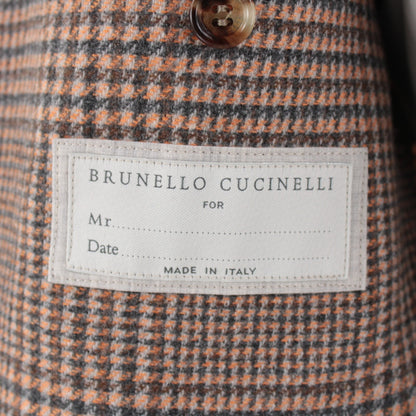 BRUNELLO CUCINELLI
FOR
Mr.
Date
MADE IN ITALY